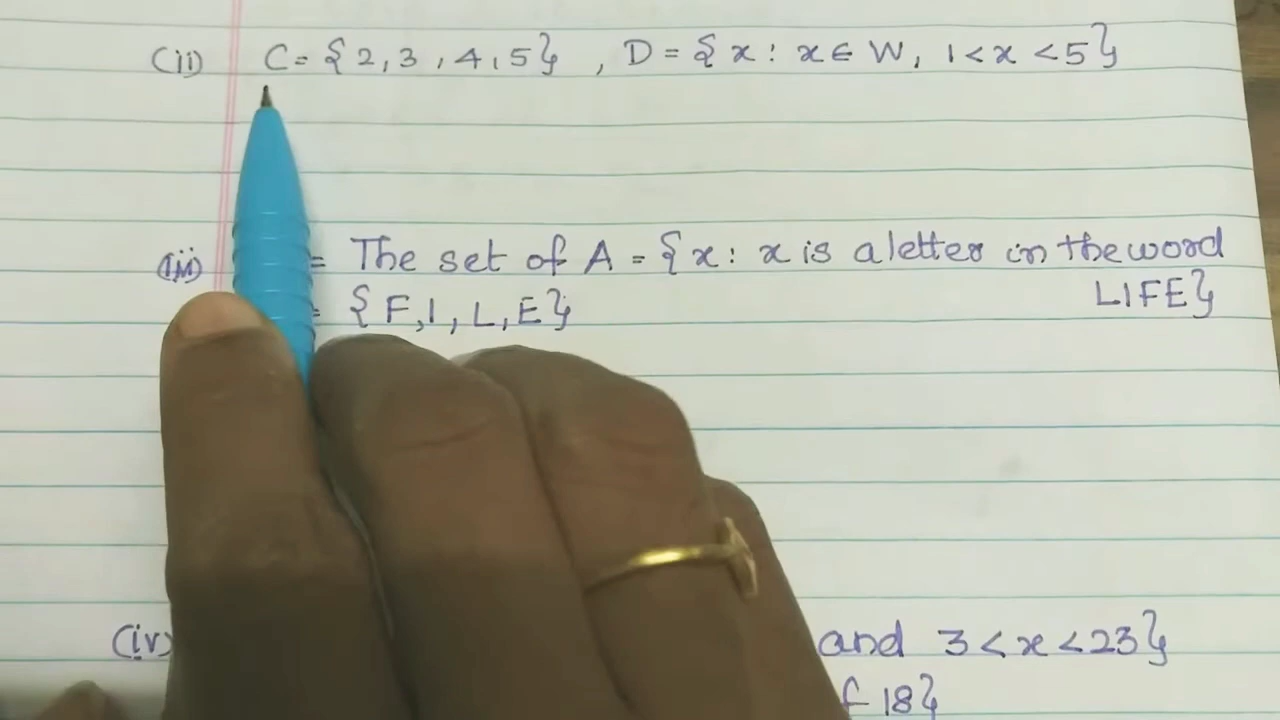 (ii) C = {2, 3, 4, 5}, D = {x : x ∈ W, 1 < x < 5}
(iii) = The set of A = {x : x is a letter in the word
LIFE}
= {F, I, L, E}
(iv) and 3 < x < 23}
f 18}